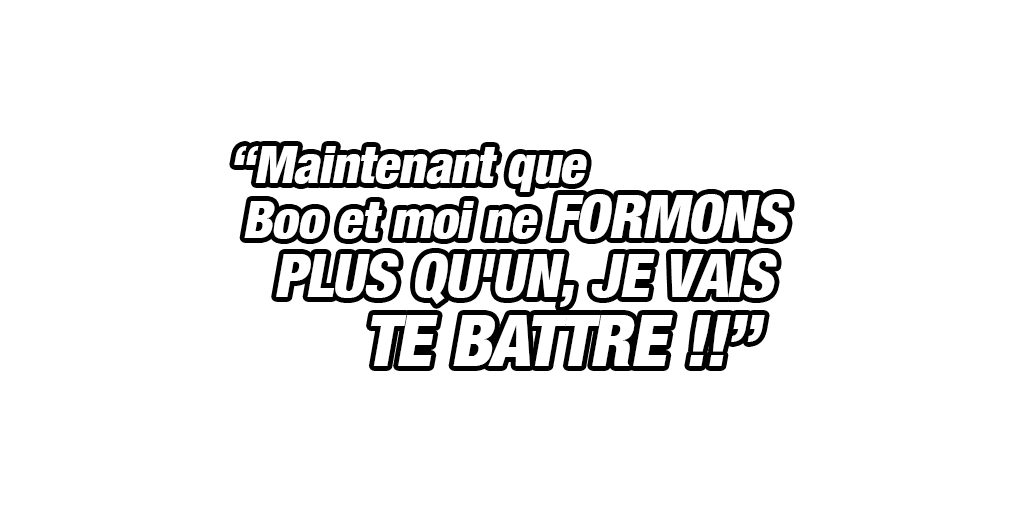 “Maintenant que
Boo et moi ne FORMONS
PLUS QU'UN, JE VAIS
TE BATTRE !!”